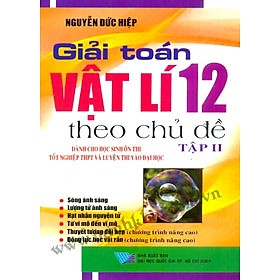 NGUYỄN ĐỨC HIỆP
Giải toán
VẬT LÍ 12
theo chủ đề
TẬP II
DÀNH CHO HỌC SINH ÔN THI
TỐT NGHIỆP THPT VÀ LUYỆN THI VÀO ĐẠI HỌC
Sóng ánh sáng
Lượng tử ánh sáng
Hạt nhân nguyên tử
Từ vi mô đến vĩ mô
Thuyết tương đối hẹp (chương trình nâng cao)
Động lực học vật rắn (chương trình nâng cao)
NHÀ XUẤT BẢN
ĐẠI HỌC QUỐC GIA TP. HỒ CHÍ MINH